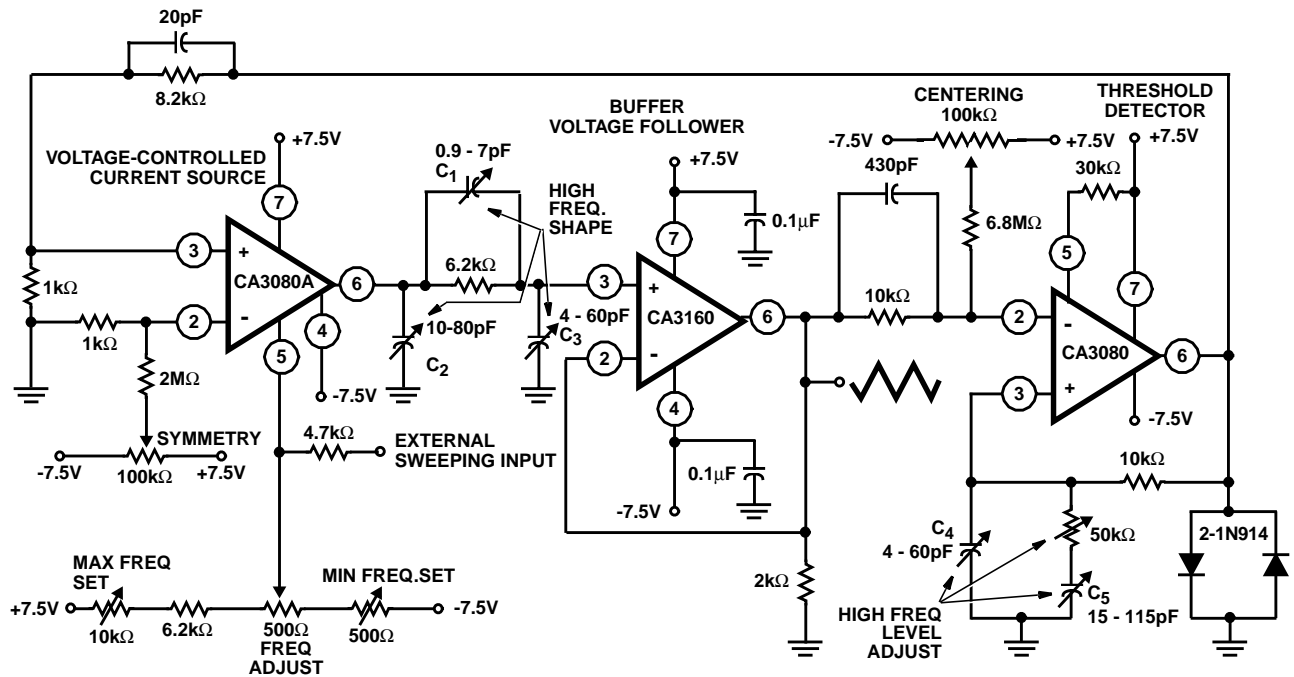 20pF
8.2kΩ
+7.5V
VOLTAGE-CONTROLLED
CURRENT SOURCE
7
3
+
CA3080A
6
1kΩ
1kΩ
2
-
4
5
-7.5V
2MΩ
SYMMETRY
-7.5V
100kΩ
+7.5V
4.7kΩ
EXTERNAL
SWEEPING INPUT
MAX FREQ
SET
+7.5V
10kΩ
6.2kΩ
500Ω
FREQ
ADJUST
MIN FREQ.SET
500Ω
-7.5V
0.9 - 7pF
C1
HIGH
FREQ.
SHAPE
6.2kΩ
10-80pF
C2
4 - 60pF
C3
BUFFER
VOLTAGE FOLLOWER
+7.5V
0.1µF
7
3
+
CA3160
6
2
-
4
0.1µF
-7.5V
2kΩ
CENTERING
-7.5V
100kΩ
+7.5V
430pF
10kΩ
6.8MΩ
THRESHOLD
DETECTOR
+7.5V
30kΩ
5
7
2
-
CA3080
6
3
+
4
-7.5V
10kΩ
C4
4 - 60pF
50kΩ
C5
15 - 115pF
HIGH FREQ
LEVEL
ADJUST
2-1N914